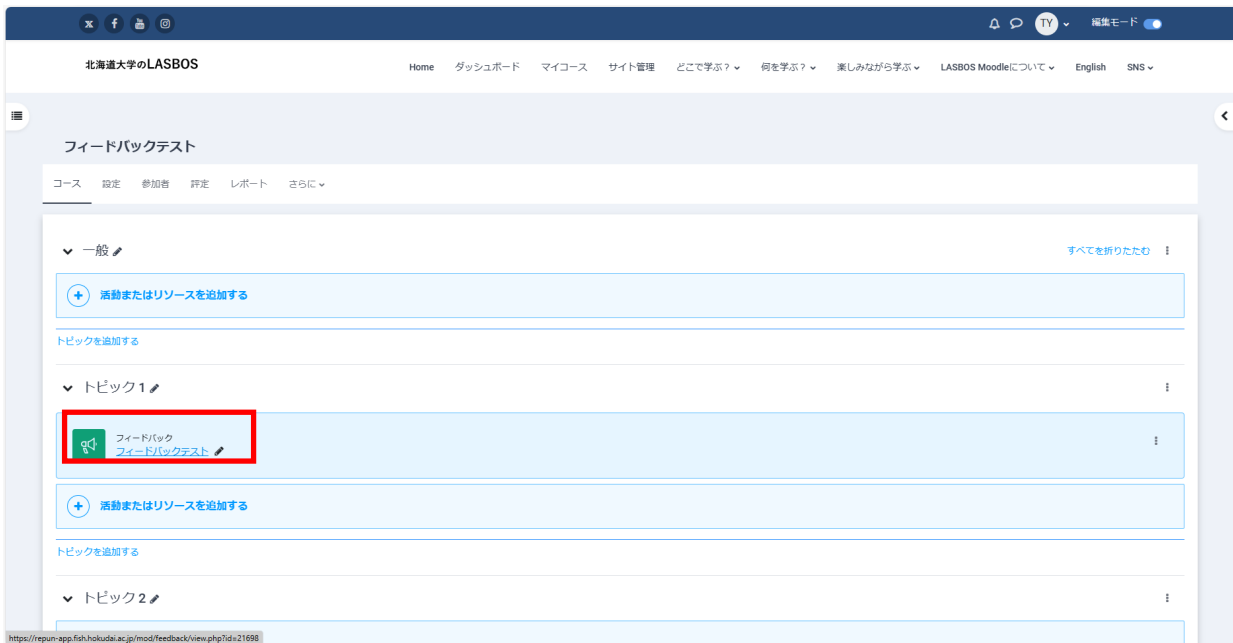 TY 編集モード
北海道大学のLASBOS Home ダッシュボード マイコース サイト管理 どこで学ぶ? 何を学ぶ? 楽しみながら学ぶ LASBOS Moodleについて English SNS
フィードバックテスト
コース 設定 参加者 評定 レポート さらに
一般 すべてを折りたたむ
活動またはリソースを追加する
トピックを追加する
トピック 1
フィードバック
フィードバックテスト
活動またはリソースを追加する
トピックを追加する
トピック 2
https://repun-app.fish.hokudai.ac.jp/mod/feedback/view.php?id=21698